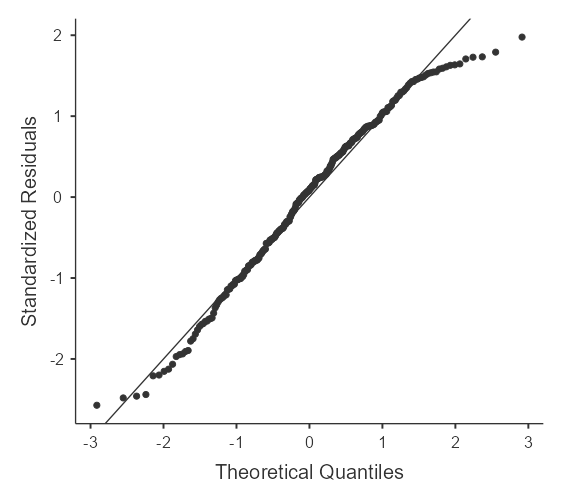 2
1
0
-1
-2
Standardized Residuals
-3 -2 -1 0 1 2 3
Theoretical Quantiles